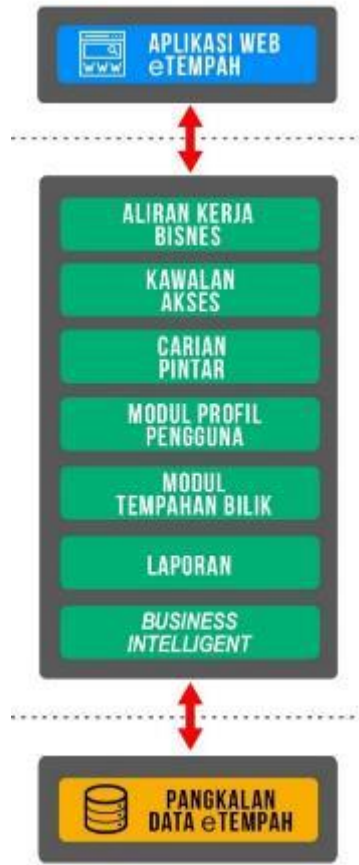 APLIKASI WEB
eTEMPAH
WWW
ALIRAN KERJA
BISNES
KAWALAN
AKSES
CARIAN
PINTAR
MODUL PROFIL
PENGGUNA
MODUL
TEMPAHAN BILIK
LAPORAN
BUSINESS
INTELLIGENT
PANGKALAN
DATA eTEMPAH